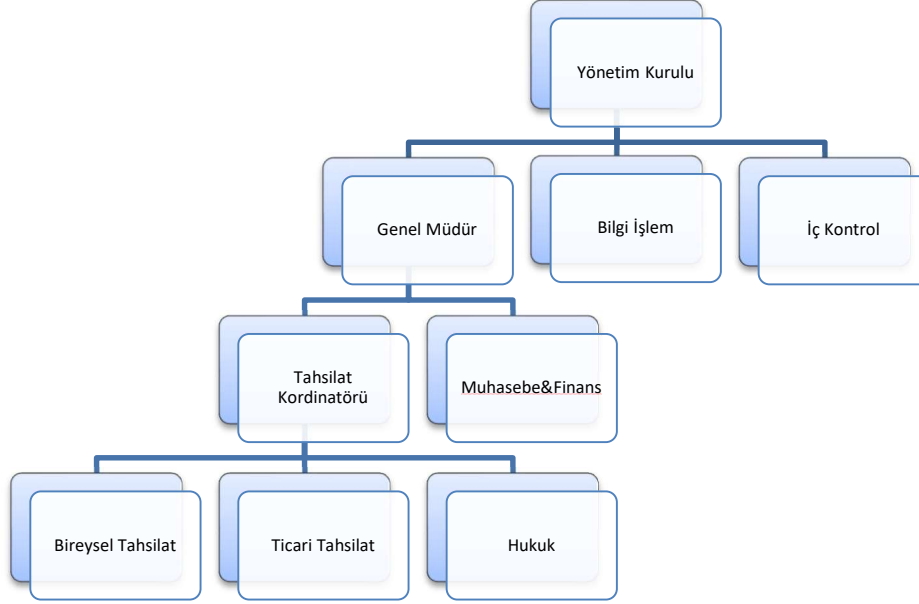 Yönetim Kurulu
Genel Müdür
Bilgi İşlem
İç Kontrol
Tahsilat
Kordinatörü
Muhasebe&Finans
Bireysel Tahsilat
Ticari Tahsilat
Hukuk